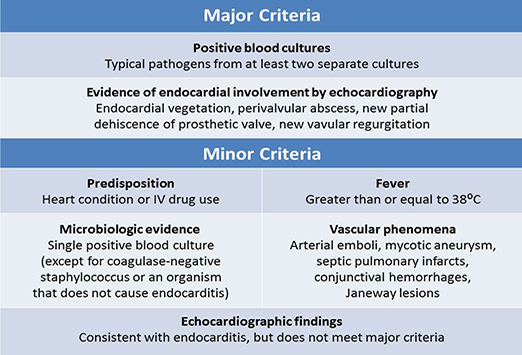 Major Criteria
Positive blood cultures
Typical pathogens from at least two separate cultures
Evidence of endocardial involvement by echocardiography
Endocardial vegetation, perivalvular abscess, new partial
dehiscence of prosthetic valve, new vavular regurgitation
Minor Criteria
Predisposition
Heart condition or IV drug use
Fever
Greater than or equal to 38⁰C
Microbiologic evidence
Single positive blood culture
(except for coagulase-negative
staphylococcus or an organism
that does not cause endocarditis)
Vascular phenomena
Arterial emboli, mycotic aneurysm,
septic pulmonary infarcts,
conjunctival hemorrhages,
Janeway lesions
Echocardiographic findings
Consistent with endocarditis, but does not meet major criteria